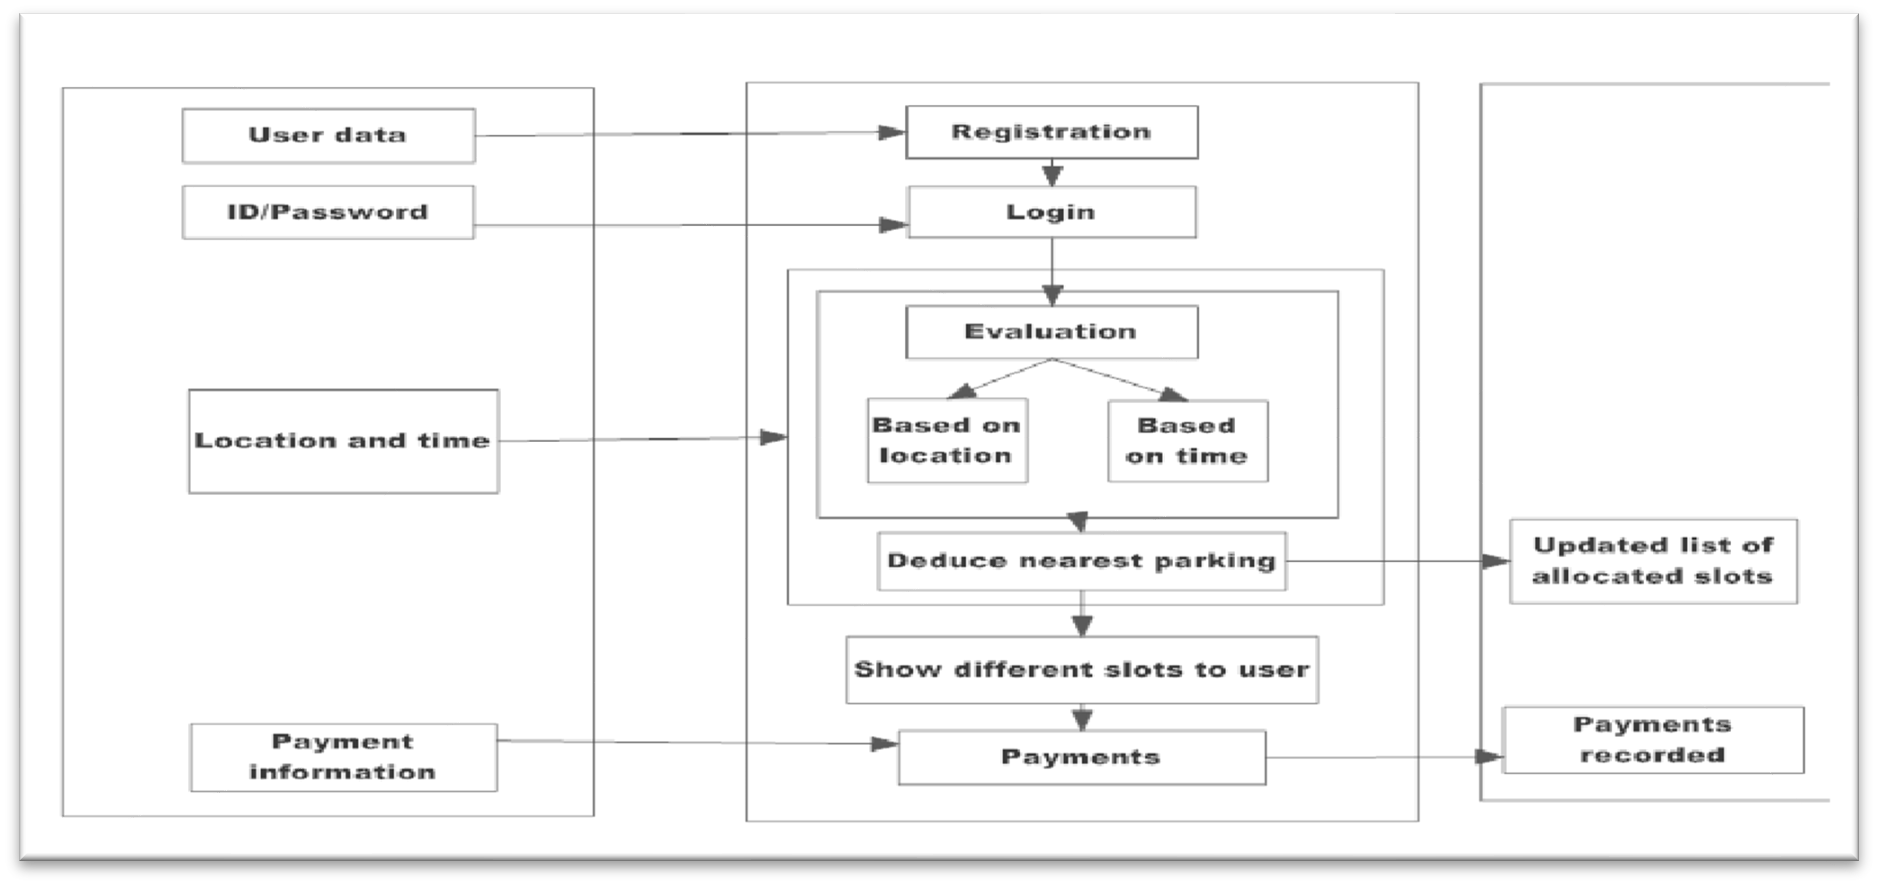 User data
Registration
ID/Password
Login
Evaluation
Location and time
Based on
location
Based
on time
Deduce nearest parking
Updated list of
allocated slots
Show different slots to user
Payment
information
Payments
Payments
recorded